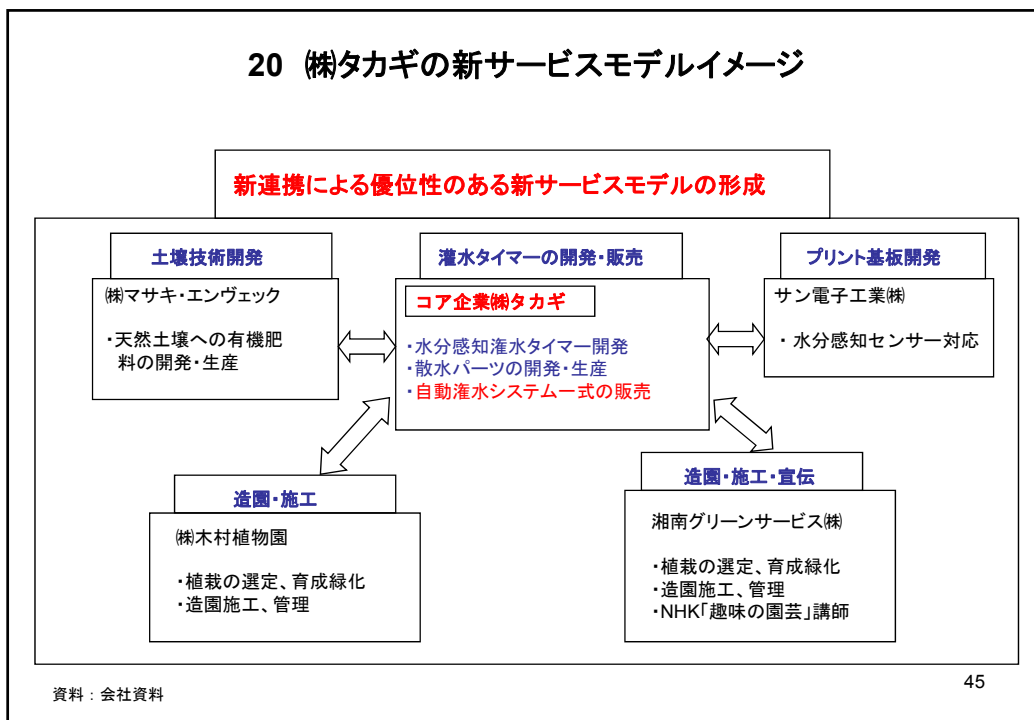 20 ㈱タカギの新サービスモデルイメージ
新連携による優位性のある新サービスモデルの形成
土壌技術開発
㈱マサキ・エンヴェック
・天然土壌への有機肥
料の開発・生産
灌水タイマーの開発・販売
コア企業㈱タカギ
・水分感知潅水タイマー開発
・散水パーツの開発・生産
・自動潅水システム一式の販売
プリント基板開発
サン電子工業㈱
・ 水分感知センサー対応
造園・施工
㈱木村植物園
・植栽の選定、育成緑化
・造園施工、管理
造園・施工・宣伝
湘南グリーンサービス㈱
・植栽の選定、育成緑化
・造園施工、管理
・NHK「趣味の園芸」講師
資料：会社資料
45